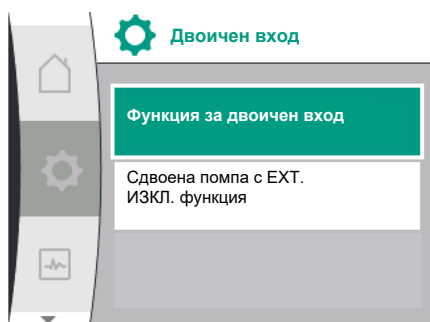 Двоичен вход
Функция за двоичен вход
Сдвоена помпа с EXT.
ИЗКЛ. функция